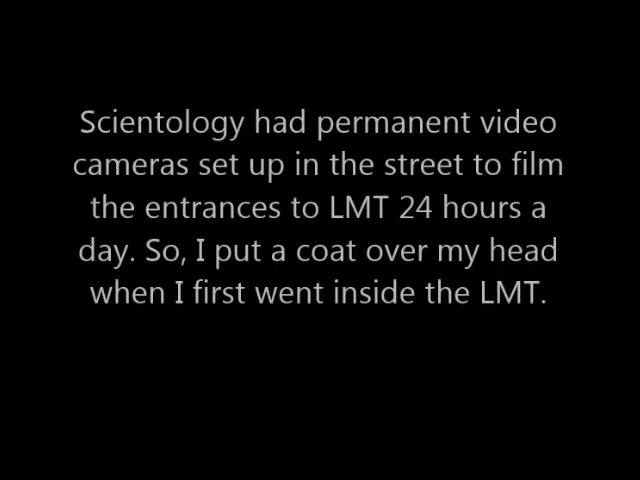 Scientology had permanent video
cameras set up in the street to film
the entrances to LMT 24 hours a
day. So, I put a coat over my head
when I first went inside the LMT.